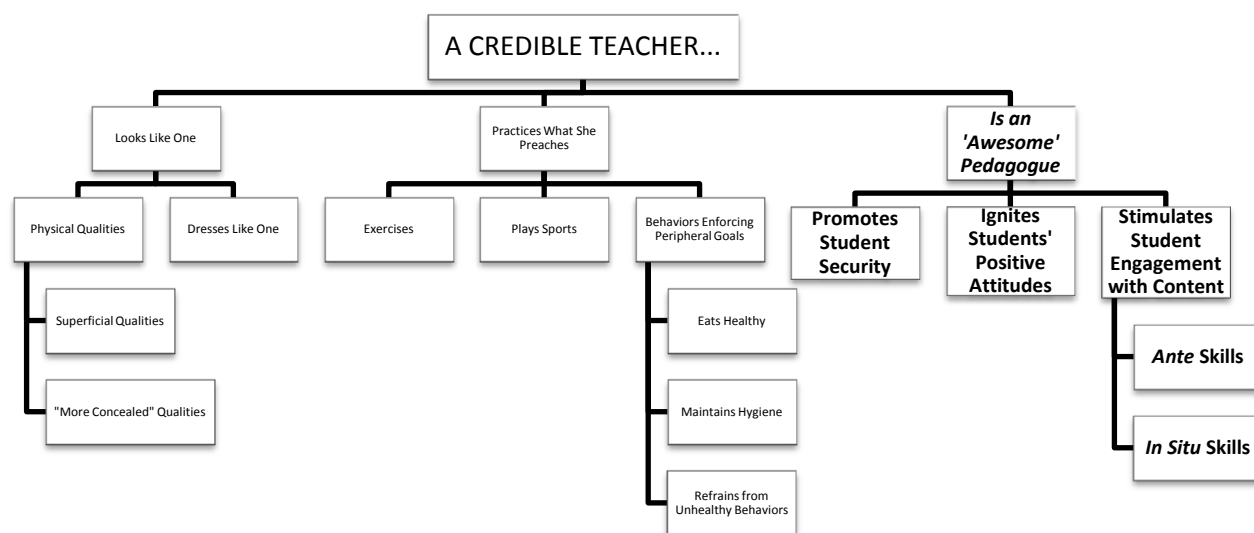 A CREDIBLE TEACHER...
Looks Like One
Practices What She
Preaches
Is an
'Awesome'
Pedagogue
Physical Qualities
Dresses Like One
Exercises
Plays Sports
Behaviors Enforcing
Peripheral Goals
Promotes
Student
Security
Ignites
Students'
Positive
Attitudes
Stimulates
Student
Engagement
with Content
Superficial Qualities
"More Concealed" Qualities
Eats Healthy
Maintains Hygiene
Refrains from
Unhealthy Behaviors
Ante Skills
In Situ Skills